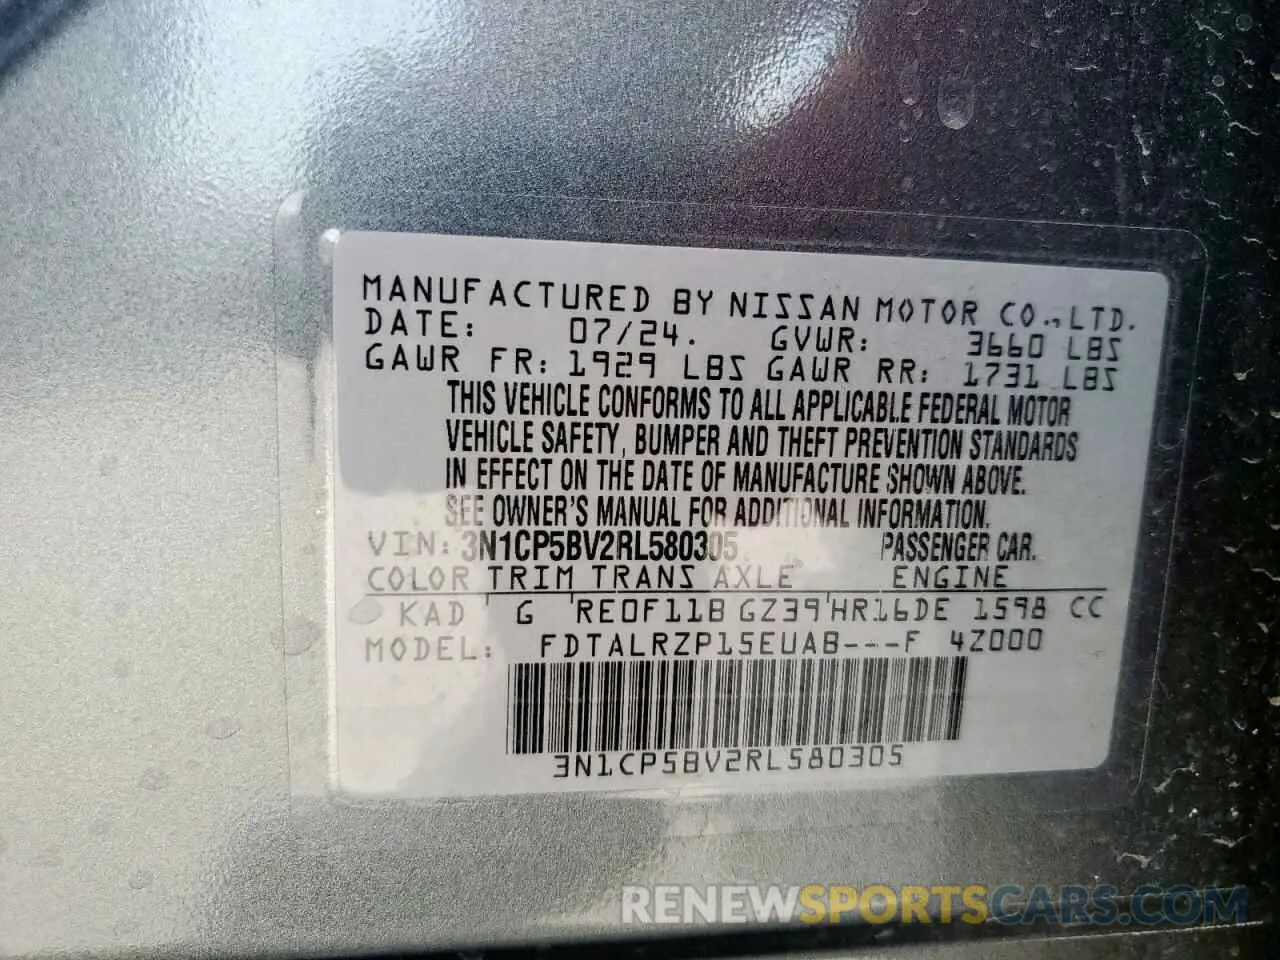 MANUFACTURED BY NISSAN MOTOR CO.,LTD.
DATE: 07/24. GVWR: 3660 LBS
GAWR FR: 1929 LBS GAWR RR: 1731 LBS
THIS VEHICLE CONFORMS TO ALL APPLICABLE FEDERAL MOTOR
VEHICLE SAFETY, BUMPER AND THEFT PREVENTION STANDARDS
IN EFFECT ON THE DATE OF MANUFACTURE SHOWN ABOVE.
SEE OWNER'S MANUAL FOR ADDITIONAL INFORMATION.
VIN: 3N1CP5BV2RL580305 PASSENGER CAR.
COLOR TRIM TRANS AXLE ENGINE
KAD G RE0F11B GZ39 HR16DE 1598 CC
MODEL: FDTALRZP15EUAB---F 4Z000
3N1CP5BV2RL580305
RENEWSPORTSCARS.COM